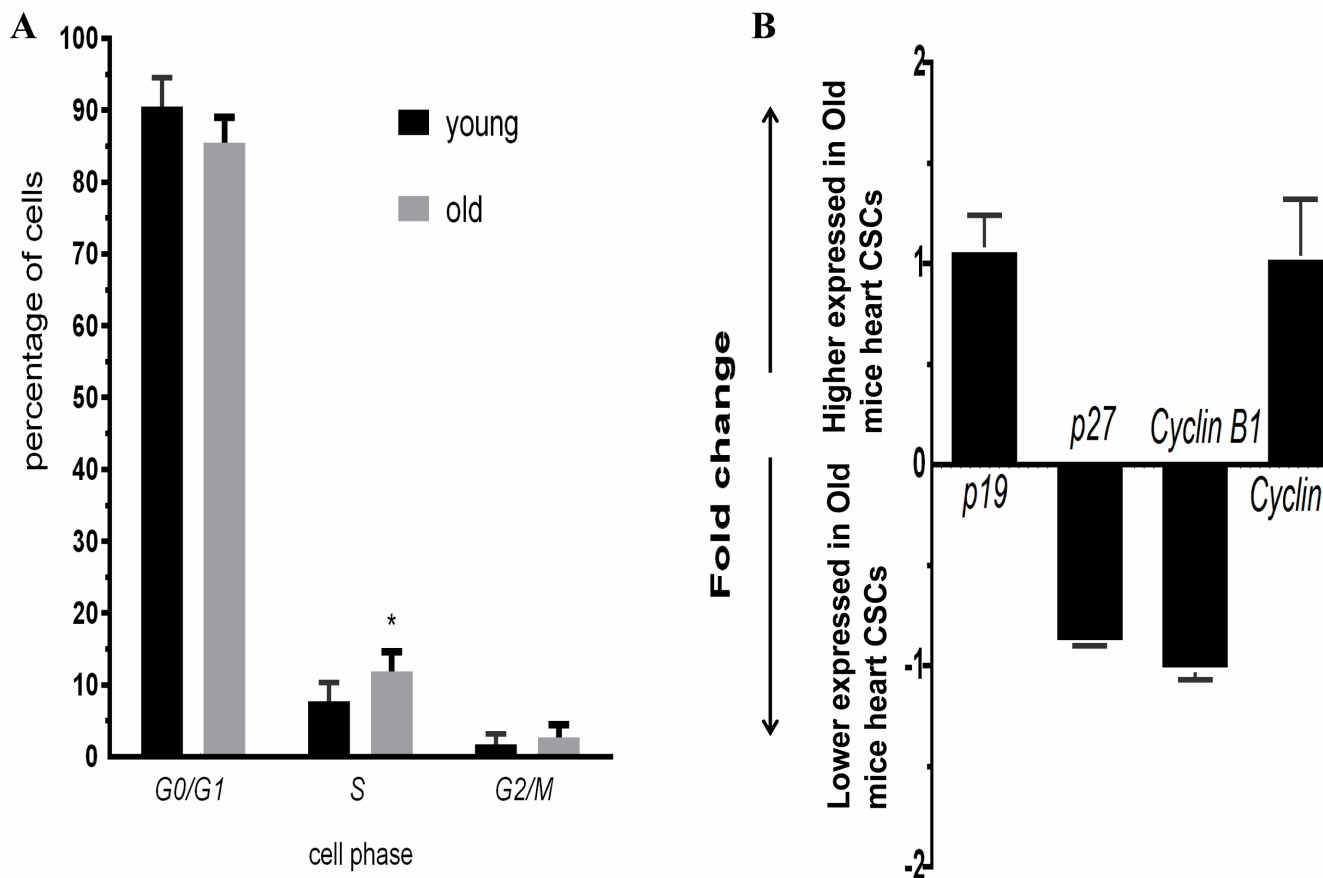 A
100
90
80
70
60
50
40
30
20
10
0
percentage of cells
young
old
*
G0/G1
S
G2/M
cell phase
B
Fold change
Higher expressed in Old
mice heart CSCs
Lower expressed in Old
mice heart CSCs
2
1
0
-1
-2
p27
Cyclin B1
p19
Cyclin